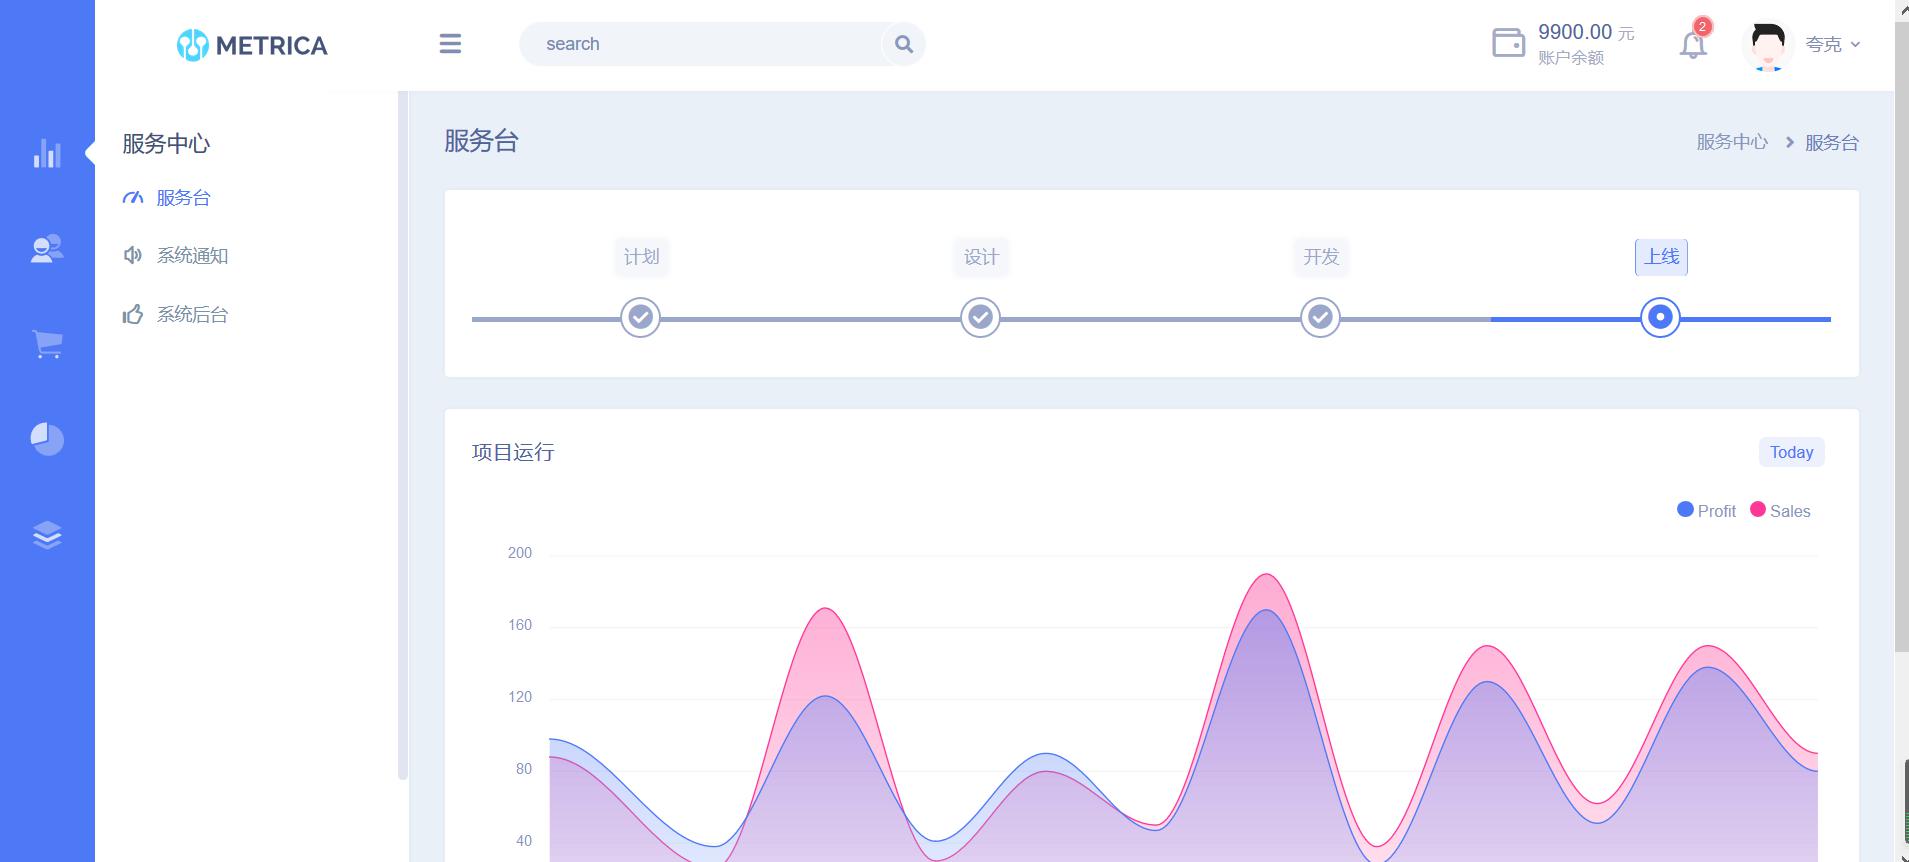 METRICA
search
9900.00 元
账户余额
2
夸克
服务中心
服务台
系统通知
系统后台
服务台
服务中心
服务台
计划
设计
开发
上线
项目运行
Today
Profit
Sales
200
160
120
80
40